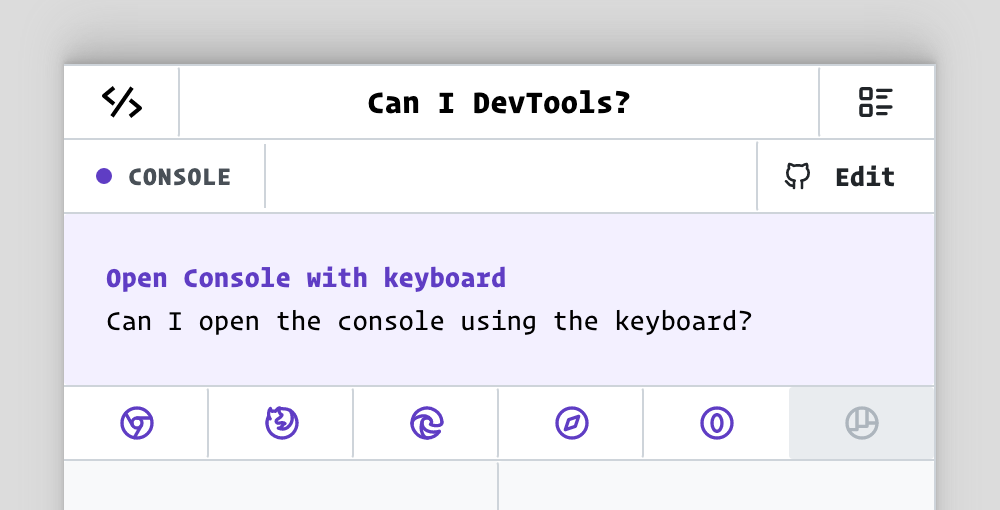 Can I DevTools?
CONSOLE
Edit
Open Console with keyboard
Can I open the console using the keyboard?